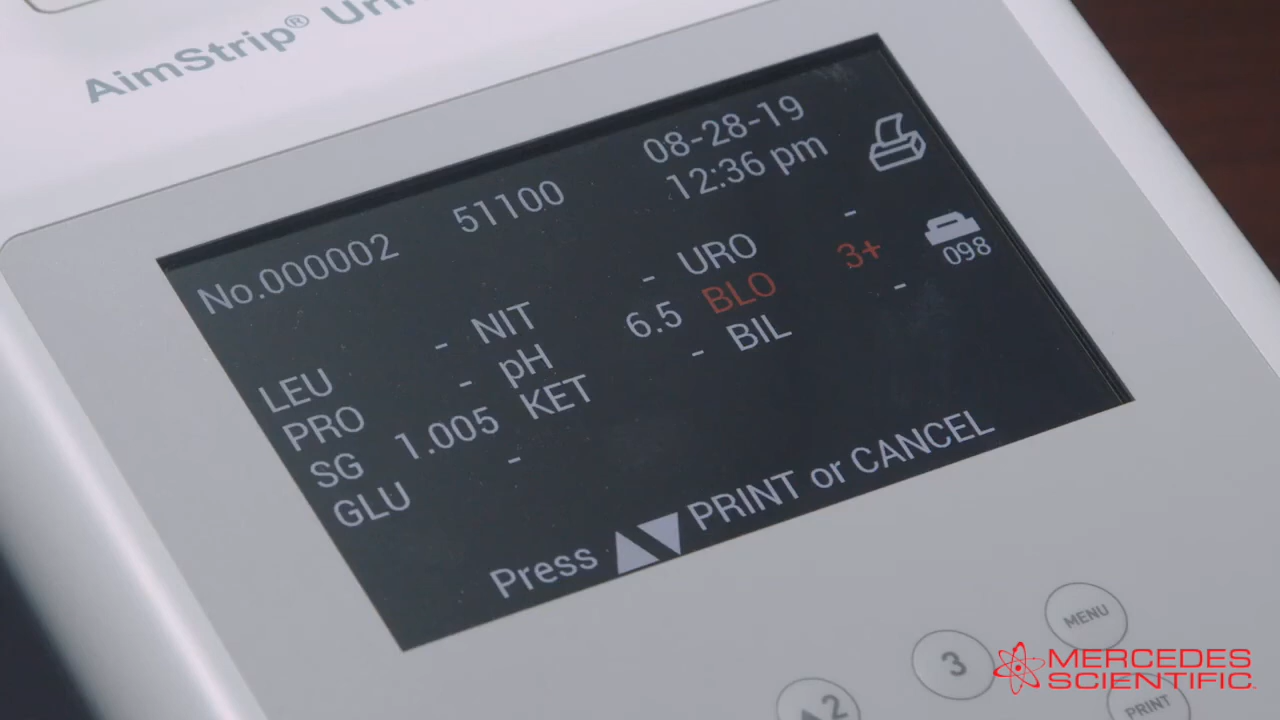 AimStrip® Urin
No.000002 51100 08-28-19
12:36 pm
LEU - NIT - URO -
PRO - pH 6.5 BLO 3+
SG 1.005 KET - BIL -
GLU -
098
Press ▲▼ PRINT or CANCEL
MENU
3
▲2
PRINT
MERCEDES
SCIENTIFIC